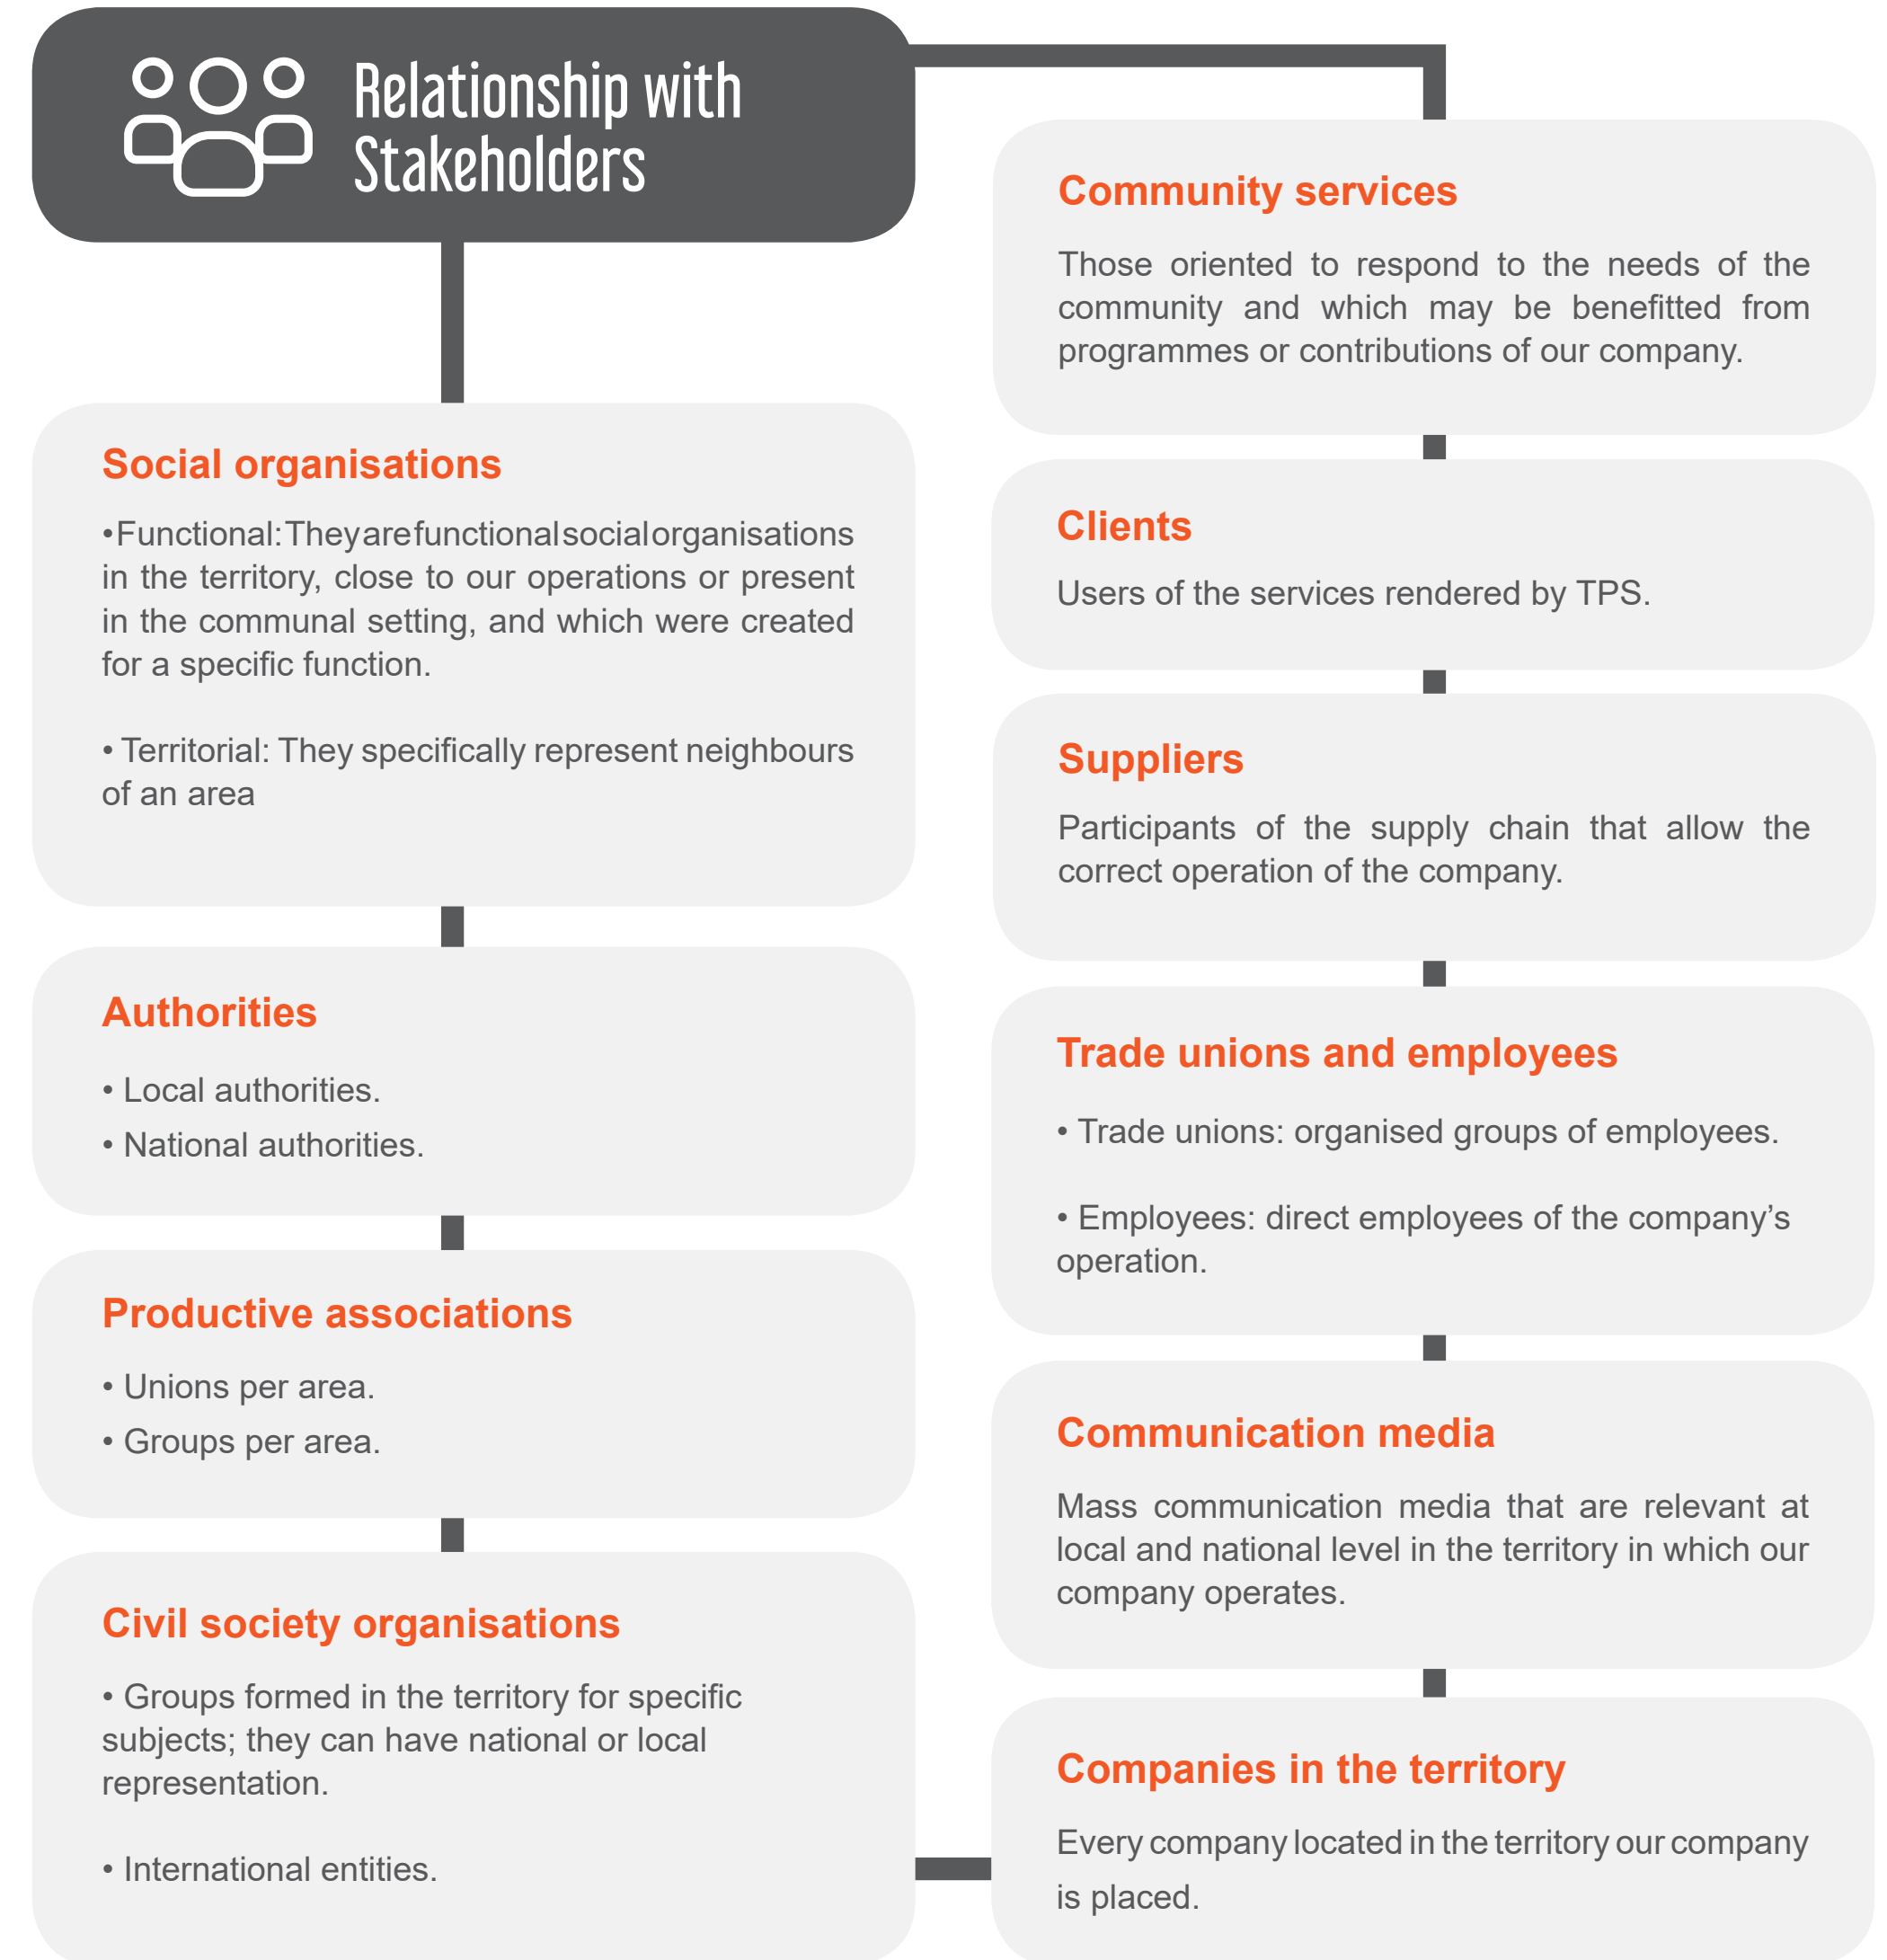 Relationship with
Stakeholders
Social organisations
•Functional: They are functional social organisations
in the territory, close to our operations or present
in the communal setting, and which were created
for a specific function.
• Territorial: They specifically represent neighbours
of an area
Authorities
• Local authorities.
• National authorities.
Productive associations
• Unions per area.
• Groups per area.
Civil society organisations
• Groups formed in the territory for specific
subjects; they can have national or local
representation.
• International entities.
Community services
Those oriented to respond to the needs of the
community and which may be benefitted from
programmes or contributions of our company.
Clients
Users of the services rendered by TPS.
Suppliers
Participants of the supply chain that allow the
correct operation of the company.
Trade unions and employees
• Trade unions: organised groups of employees.
• Employees: direct employees of the company’s
operation.
Communication media
Mass communication media that are relevant at
local and national level in the territory in which our
company operates.
Companies in the territory
Every company located in the territory our company
is placed.